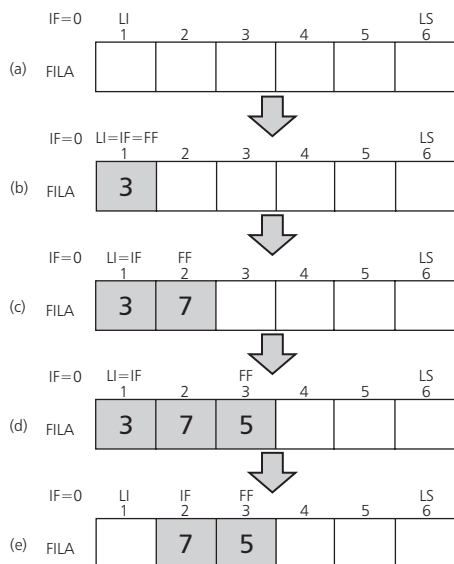 IF=0 LI LS
1 2 3 4 5 6
(a) FILA
IF=0 LI=IF=FF LS
1 2 3 4 5 6
(b) FILA 3
IF=0 LI=IF FF LS
1 2 3 4 5 6
(c) FILA 3 7
IF=0 LI=IF FF LS
1 2 3 4 5 6
(d) FILA 3 7 5
IF=0 LI IF FF LS
1 2 3 4 5 6
(e) FILA 7 5